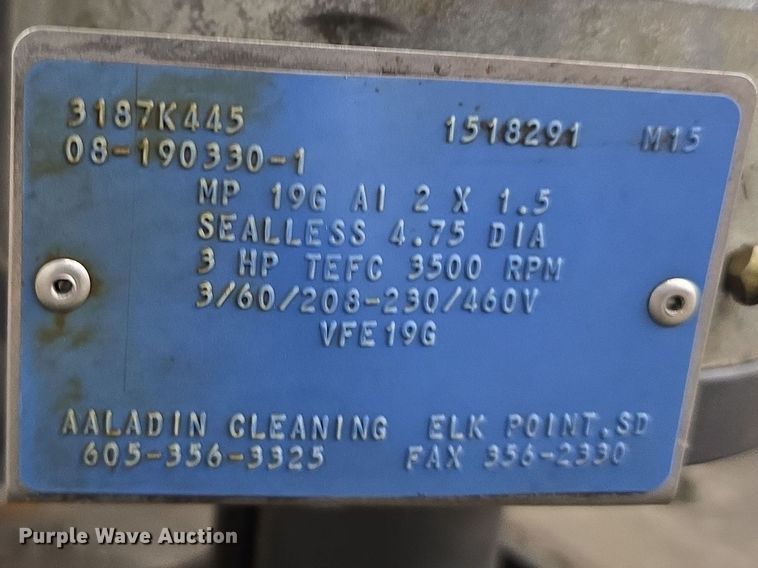 3187K445 1518291 M15
08-190330-1
MP 19G AI 2 X 1.5
SEALLESS 4.75 DIA
3 HP TEFC 3500 RPM
3/60/208-230/460V
VFE19G
AALADIN CLEANING ELK POINT.SD
605-356-3325 FAX 356-2330
Purple Wave Auction